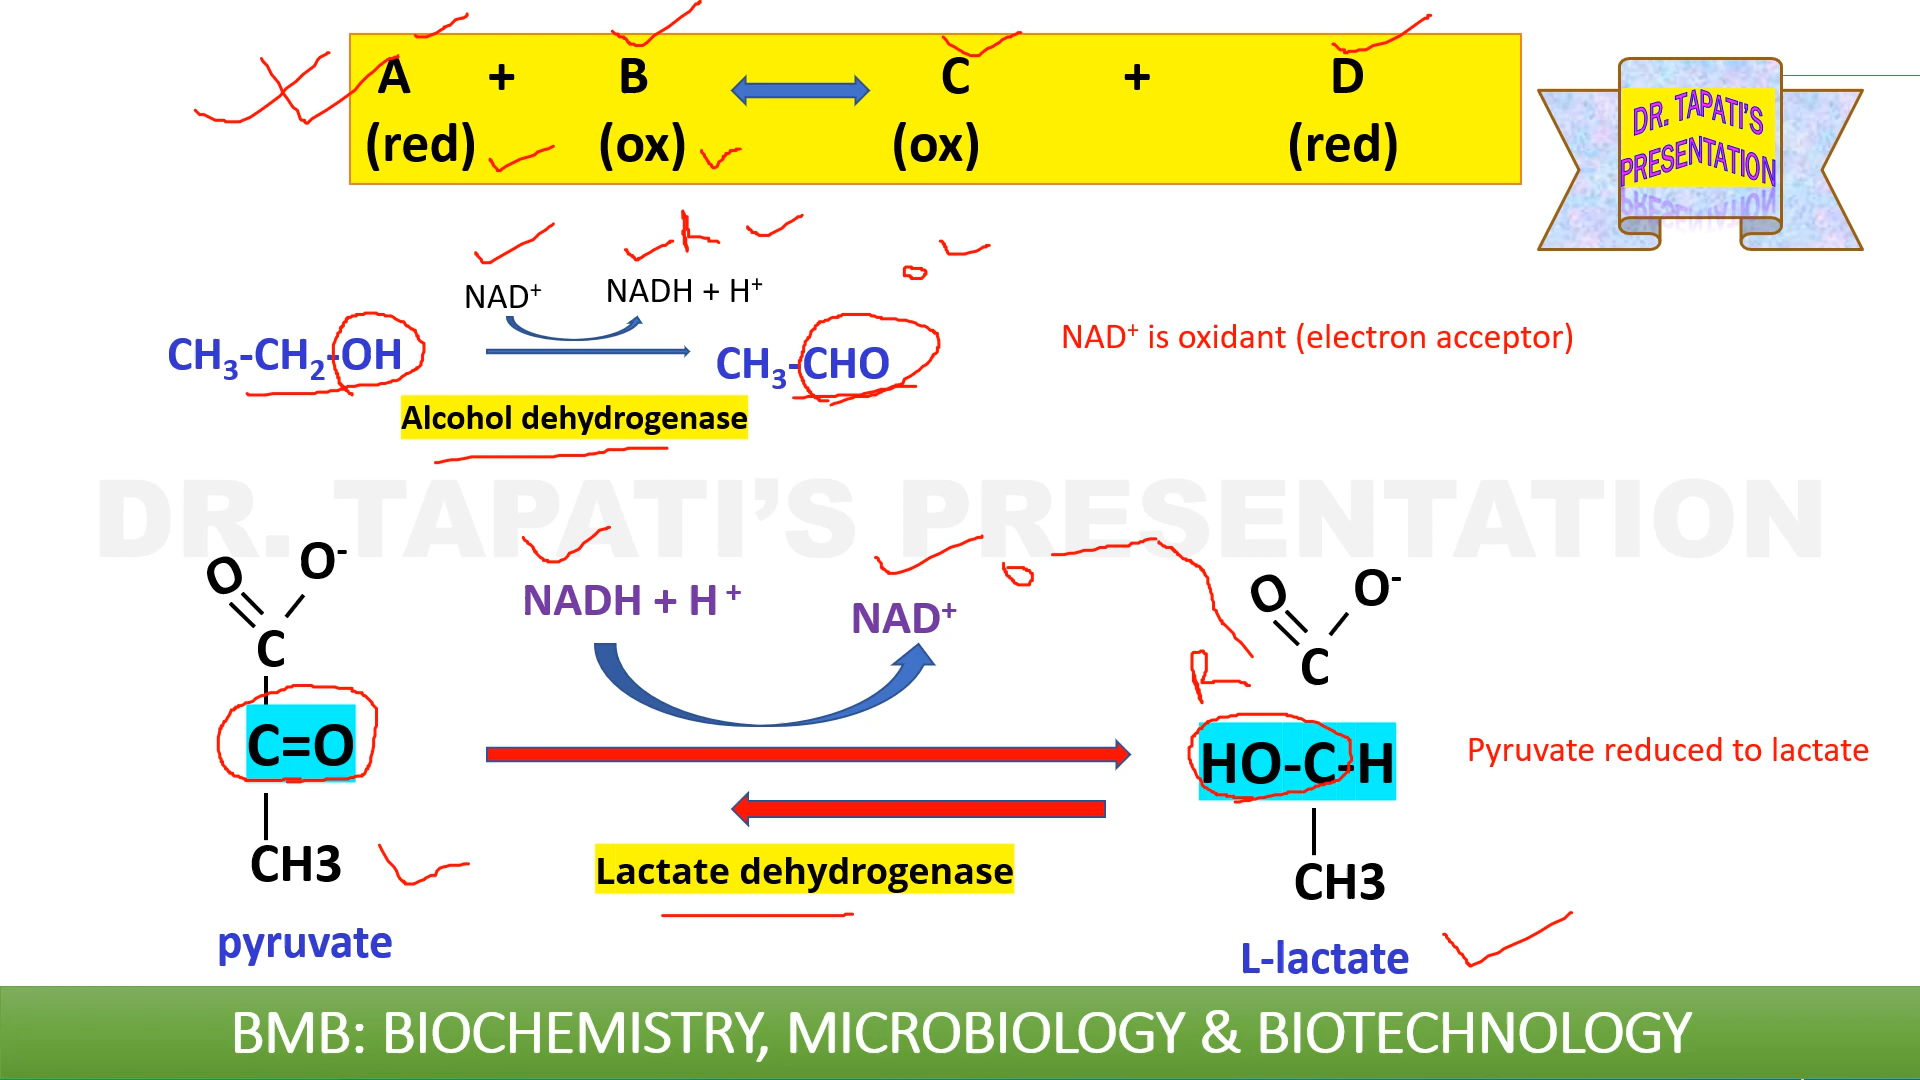 A + B C + D
(red) (ox) (ox) (red)
DR. TAPATI'S
PRESENTATION
R
NAD⁺ NADH + H⁺
O
CH₃-CH₂-OH
CH₃-CHO
NAD⁺ is oxidant (electron acceptor)
Alcohol dehydrogenase
DR. TAPATI'S PRESENTATION
O O⁻
C
C=O
CH3
pyruvate
NADH + H⁺
NAD⁺
O
Lactate dehydrogenase
O O⁻
C
R
HO-C-H
CH3
L-lactate
Pyruvate reduced to lactate
BMB: BIOCHEMISTRY, MICROBIOLOGY & BIOTECHNOLOGY